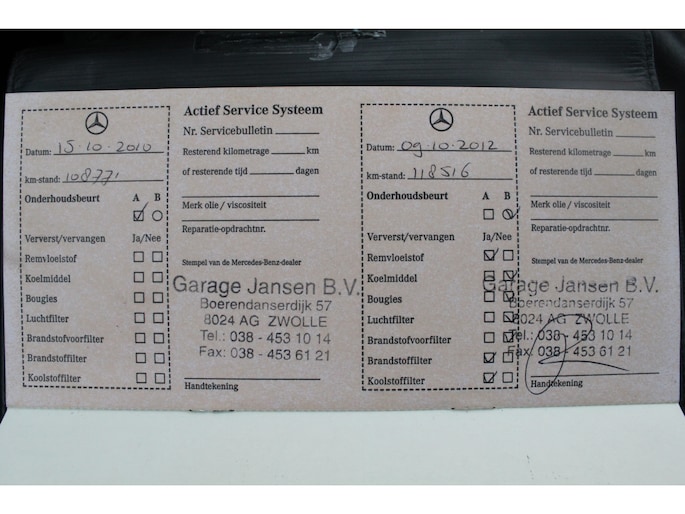 Datum: 15-10-2010
km-stand: 108771
Onderhoudsbeurt A B
Ververst/vervangen Ja/Nee
Remvloeistof
Koelmiddel
Bougies
Luchtfilter
Brandstofvoorfilter
Brandstoffilter
Koolstoffilter
Actief Service Systeem
Nr. Servicebulletin
Resterend kilometrage km
of resterende tijd dagen
Merk olie / viscositeit
Reparatie-opdrachtnr.
Stempel van de Mercedes-Benz-dealer
Garage Jansen B.V.
Boerendanserdijk 57
8024 AG ZWOLLE
Tel.: 038 - 453 10 14
Fax: 038 - 453 61 21
Handtekening
Datum: 09-10-2012
km-stand: 118516
Onderhoudsbeurt A B
Ververst/vervangen Ja/Nee
Remvloeistof
Koelmiddel
Bougies
Luchtfilter
Brandstofvoorfilter
Brandstoffilter
Koolstoffilter
Actief Service Systeem
Nr. Servicebulletin
Resterend kilometrage km
of resterende tijd dagen
Merk olie / viscositeit
Reparatie-opdrachtnr.
Stempel van de Mercedes-Benz-dealer
Garage Jansen B.V.
Boerendanserdijk 57
8024 AG ZWOLLE
Tel.: 038 - 453 10 14
Fax: 038 - 453 61 21
Handtekening